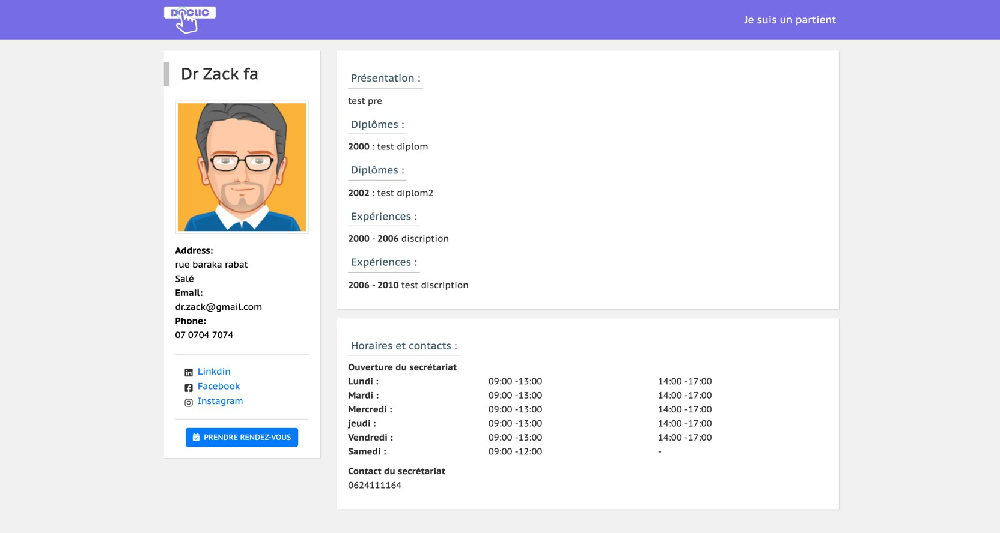 DOCLIC
Je suis un partient
Dr Zack fa
Address:
rue baraka rabat
Salé
Email:
dr.zack@gmail.com
Phone:
07 0704 7074
Linkdin
Facebook
Instagram
PRENDRE RENDEZ-VOUS
Présentation :
test pre
Diplômes :
2000 : test diplom
Diplômes :
2002 : test diplom2
Expériences :
2000 - 2006 discription
Expériences :
2006 - 2010 test discription
Horaires et contacts :
Ouverture du secrétariat
Lundi : 09:00 -13:00 14:00 -17:00
Mardi : 09:00 -13:00 14:00 -17:00
Mercredi : 09:00 -13:00 14:00 -17:00
jeudi : 09:00 -13:00 14:00 -17:00
Vendredi : 09:00 -13:00 14:00 -17:00
Samedi : 09:00 -12:00 -
Contact du secrétariat
0624111164